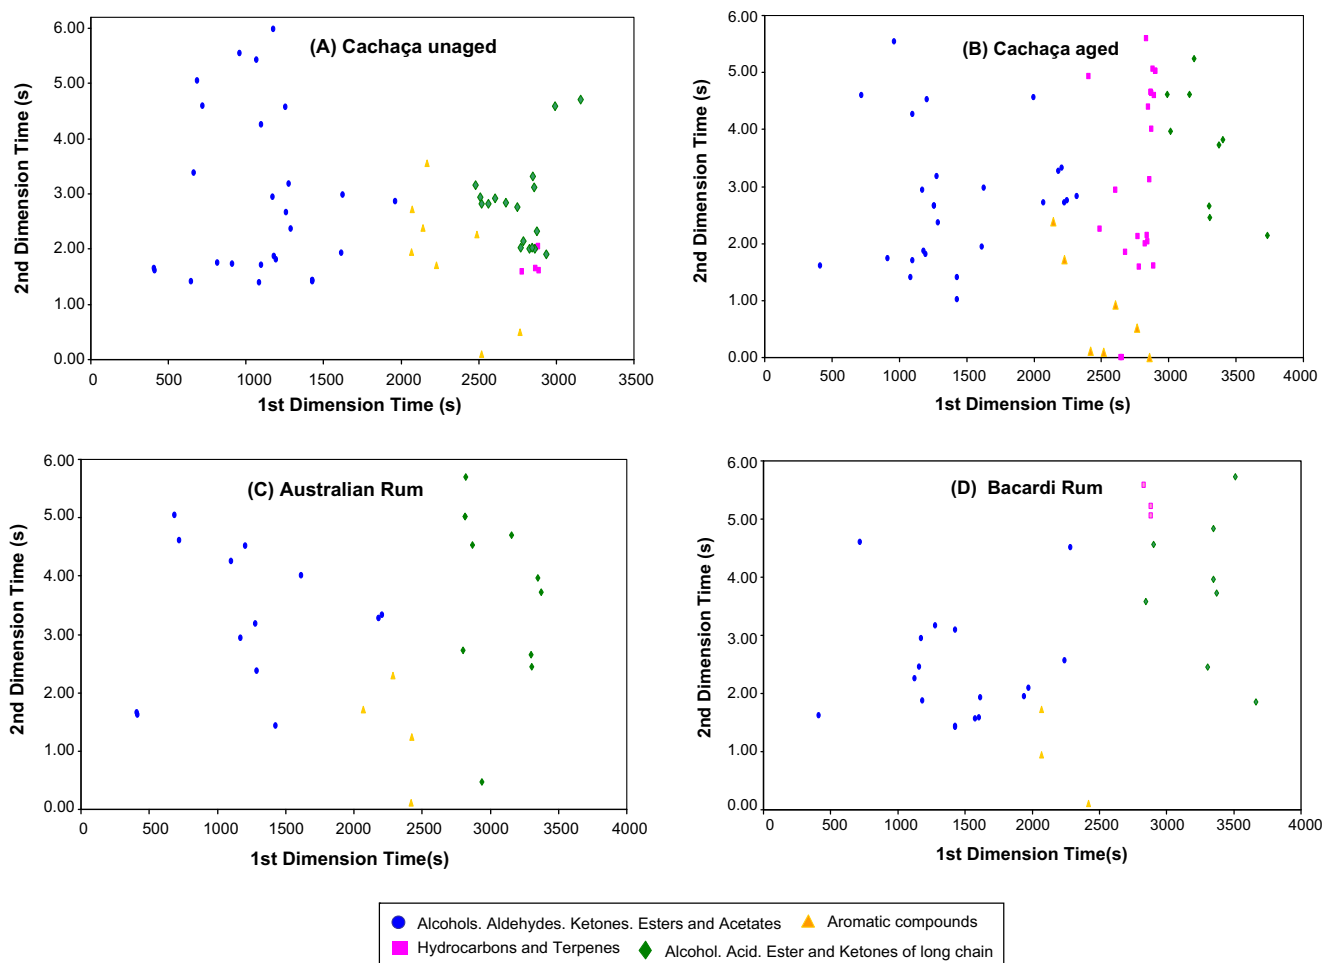 (A) Cachaça unaged
2nd Dimension Time (s)
6.00
5.00
4.00
3.00
2.00
1.00
0.00
0 500 1000 1500 2000 2500 3000 3500
1st Dimension Time (s)
(B) Cachaça aged
2nd Dimension Time (s)
6.00
5.00
4.00
3.00
2.00
1.00
0.00
0 500 1000 1500 2000 2500 3000 3500 4000
1st Dimension Time (s)
(C) Australian Rum
2nd Dimension Time (s)
6.00
5.00
4.00
3.00
2.00
1.00
0.00
0 500 1000 1500 2000 2500 3000 3500 4000
1st Dimension Time(s)
(D) Bacardi Rum
2nd Dimension Time (s)
6.00
5.00
4.00
3.00
2.00
1.00
0.00
0 500 1000 1500 2000 2500 3000 3500 4000
1st Dimension Time(s)
Alcohols. Aldehydes. Ketones. Esters and Acetates
Aromatic compounds
Hydrocarbons and Terpenes
Alcohol. Acid. Ester and Ketones of long chain